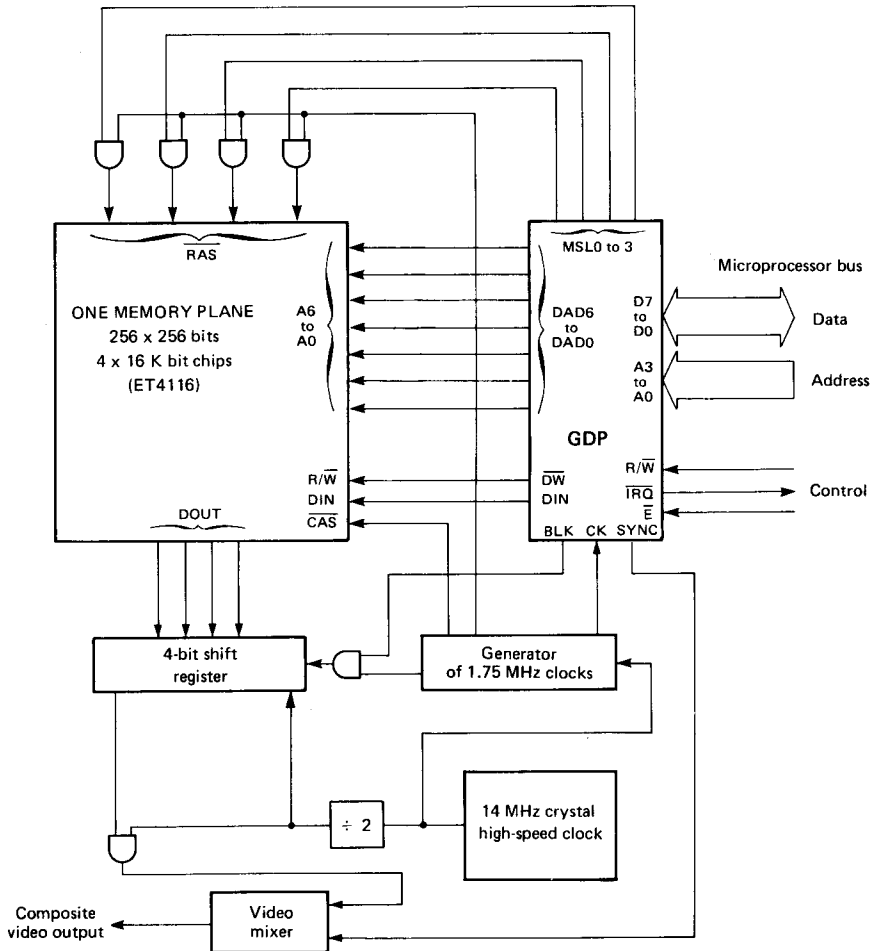 MSL0 to 3
RAS
Microprocessor bus
ONE MEMORY PLANE
256 x 256 bits
4 x 16 K bit chips
(ET4116)
A6
to
A0
DAD6
to
DAD0
D7
to
D0
Data
A3
to
A0
Address
GDP
R/W
DIN
CAS
DW
DIN
R/W
IRQ
E
Control
DOUT
BLK CK SYNC
4-bit shift
register
Generator
of 1.75 MHz clocks
÷ 2
14 MHz crystal
high-speed clock
Composite
video output
Video
mixer